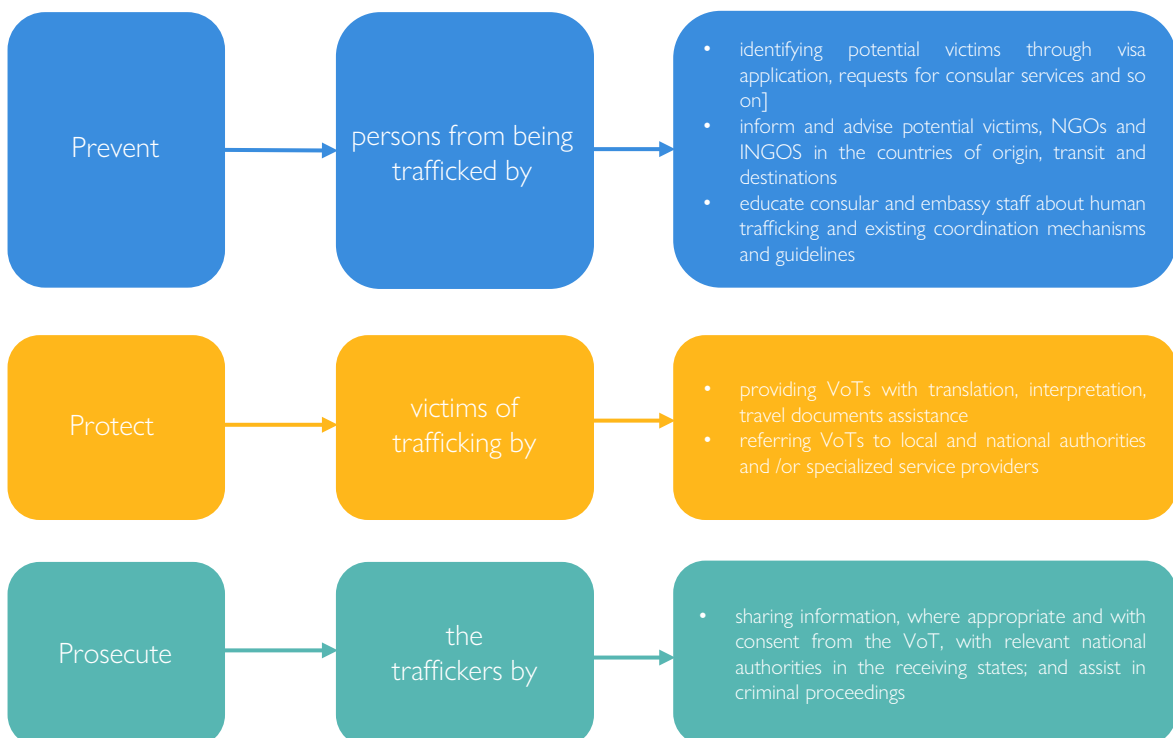 Prevent
persons from being
trafficked by
• identifying potential victims through visa
application, requests for consular services and so
on]
• inform and advise potential victims, NGOs and
INGOS in the countries of origin, transit and
destinations
• educate consular and embassy staff about human
trafficking and existing coordination mechanisms
and guidelines
Protect
victims of
trafficking by
• providing VoTs with translation, interpretation,
travel documents assistance
• referring VoTs to local and national authorities
and /or specialized service providers
Prosecute
the
traffickers by
• sharing information, where appropriate and with
consent from the VoT, with relevant national
authorities in the receiving states; and assist in
criminal proceedings